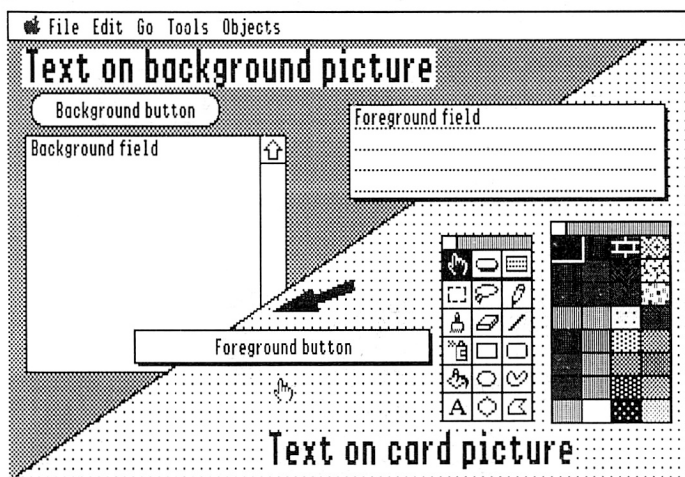 File Edit Go Tools Objects
Text on background picture
Background button
Foreground field
Background field
Foreground button
A
Text on card picture